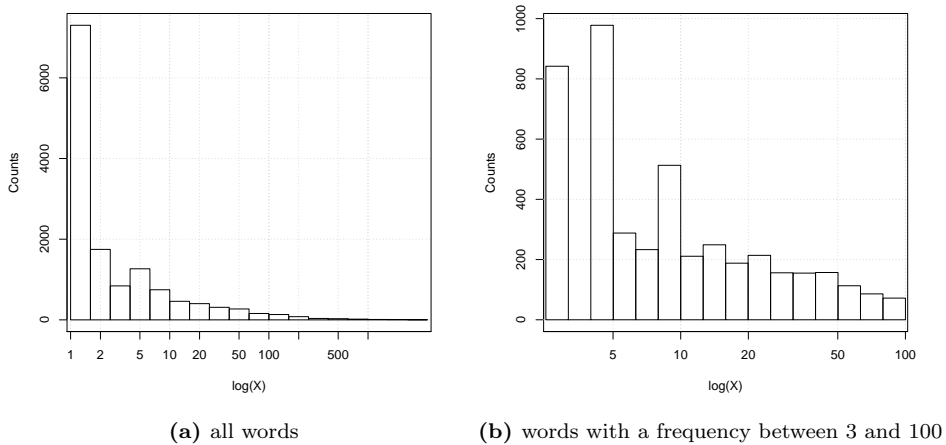 Counts
6000
4000
2000
0
1 2 5 10 20 50 100 500
log(X)
(a) all words
Counts
1000
800
600
400
200
0
5 10 20 50 100
log(X)
(b) words with a frequency between 3 and 100